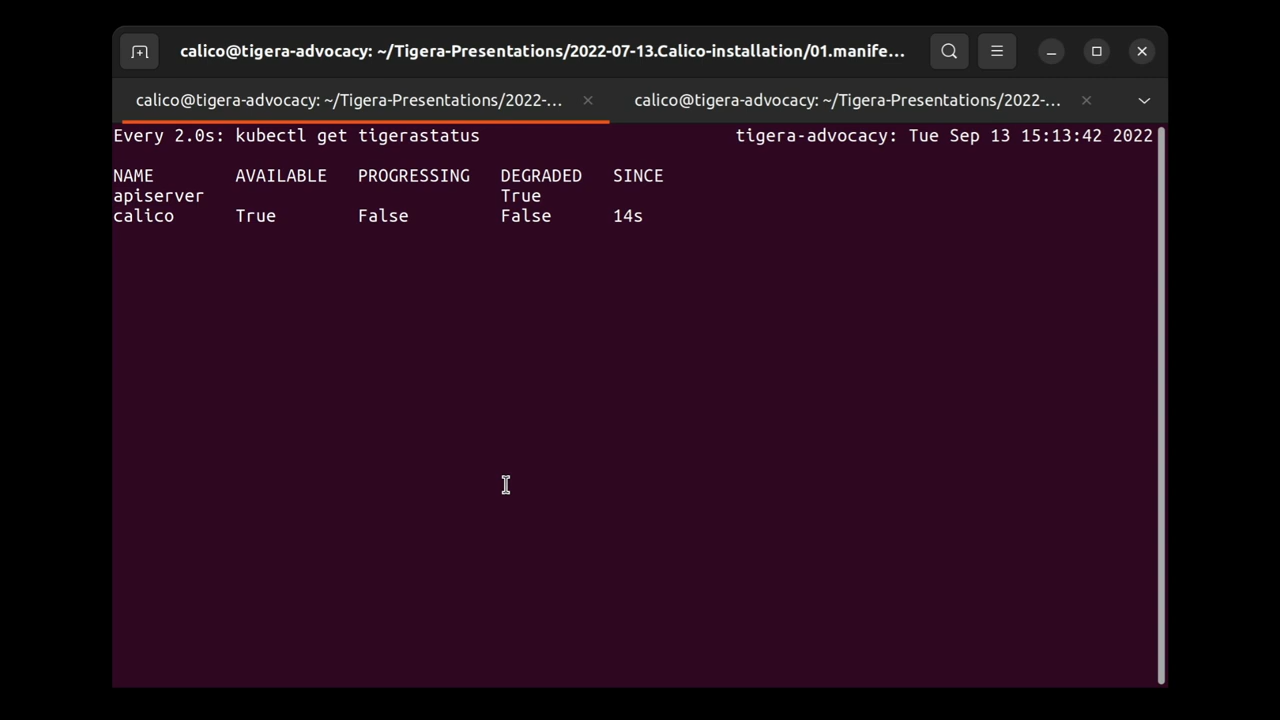 calico@tigera-advocacy: ~/Tigera-Presentations/2022-07-13.Calico-installation/01.manife...
calico@tigera-advocacy: ~/Tigera-Presentations/2022-... calico@tigera-advocacy: ~/Tigera-Presentations/2022-...
Every 2.0s: kubectl get tigerastatus tigera-advocacy: Tue Sep 13 15:13:42 2022
NAME AVAILABLE PROGRESSING DEGRADED SINCE
apiserver True
calico True False False 14s